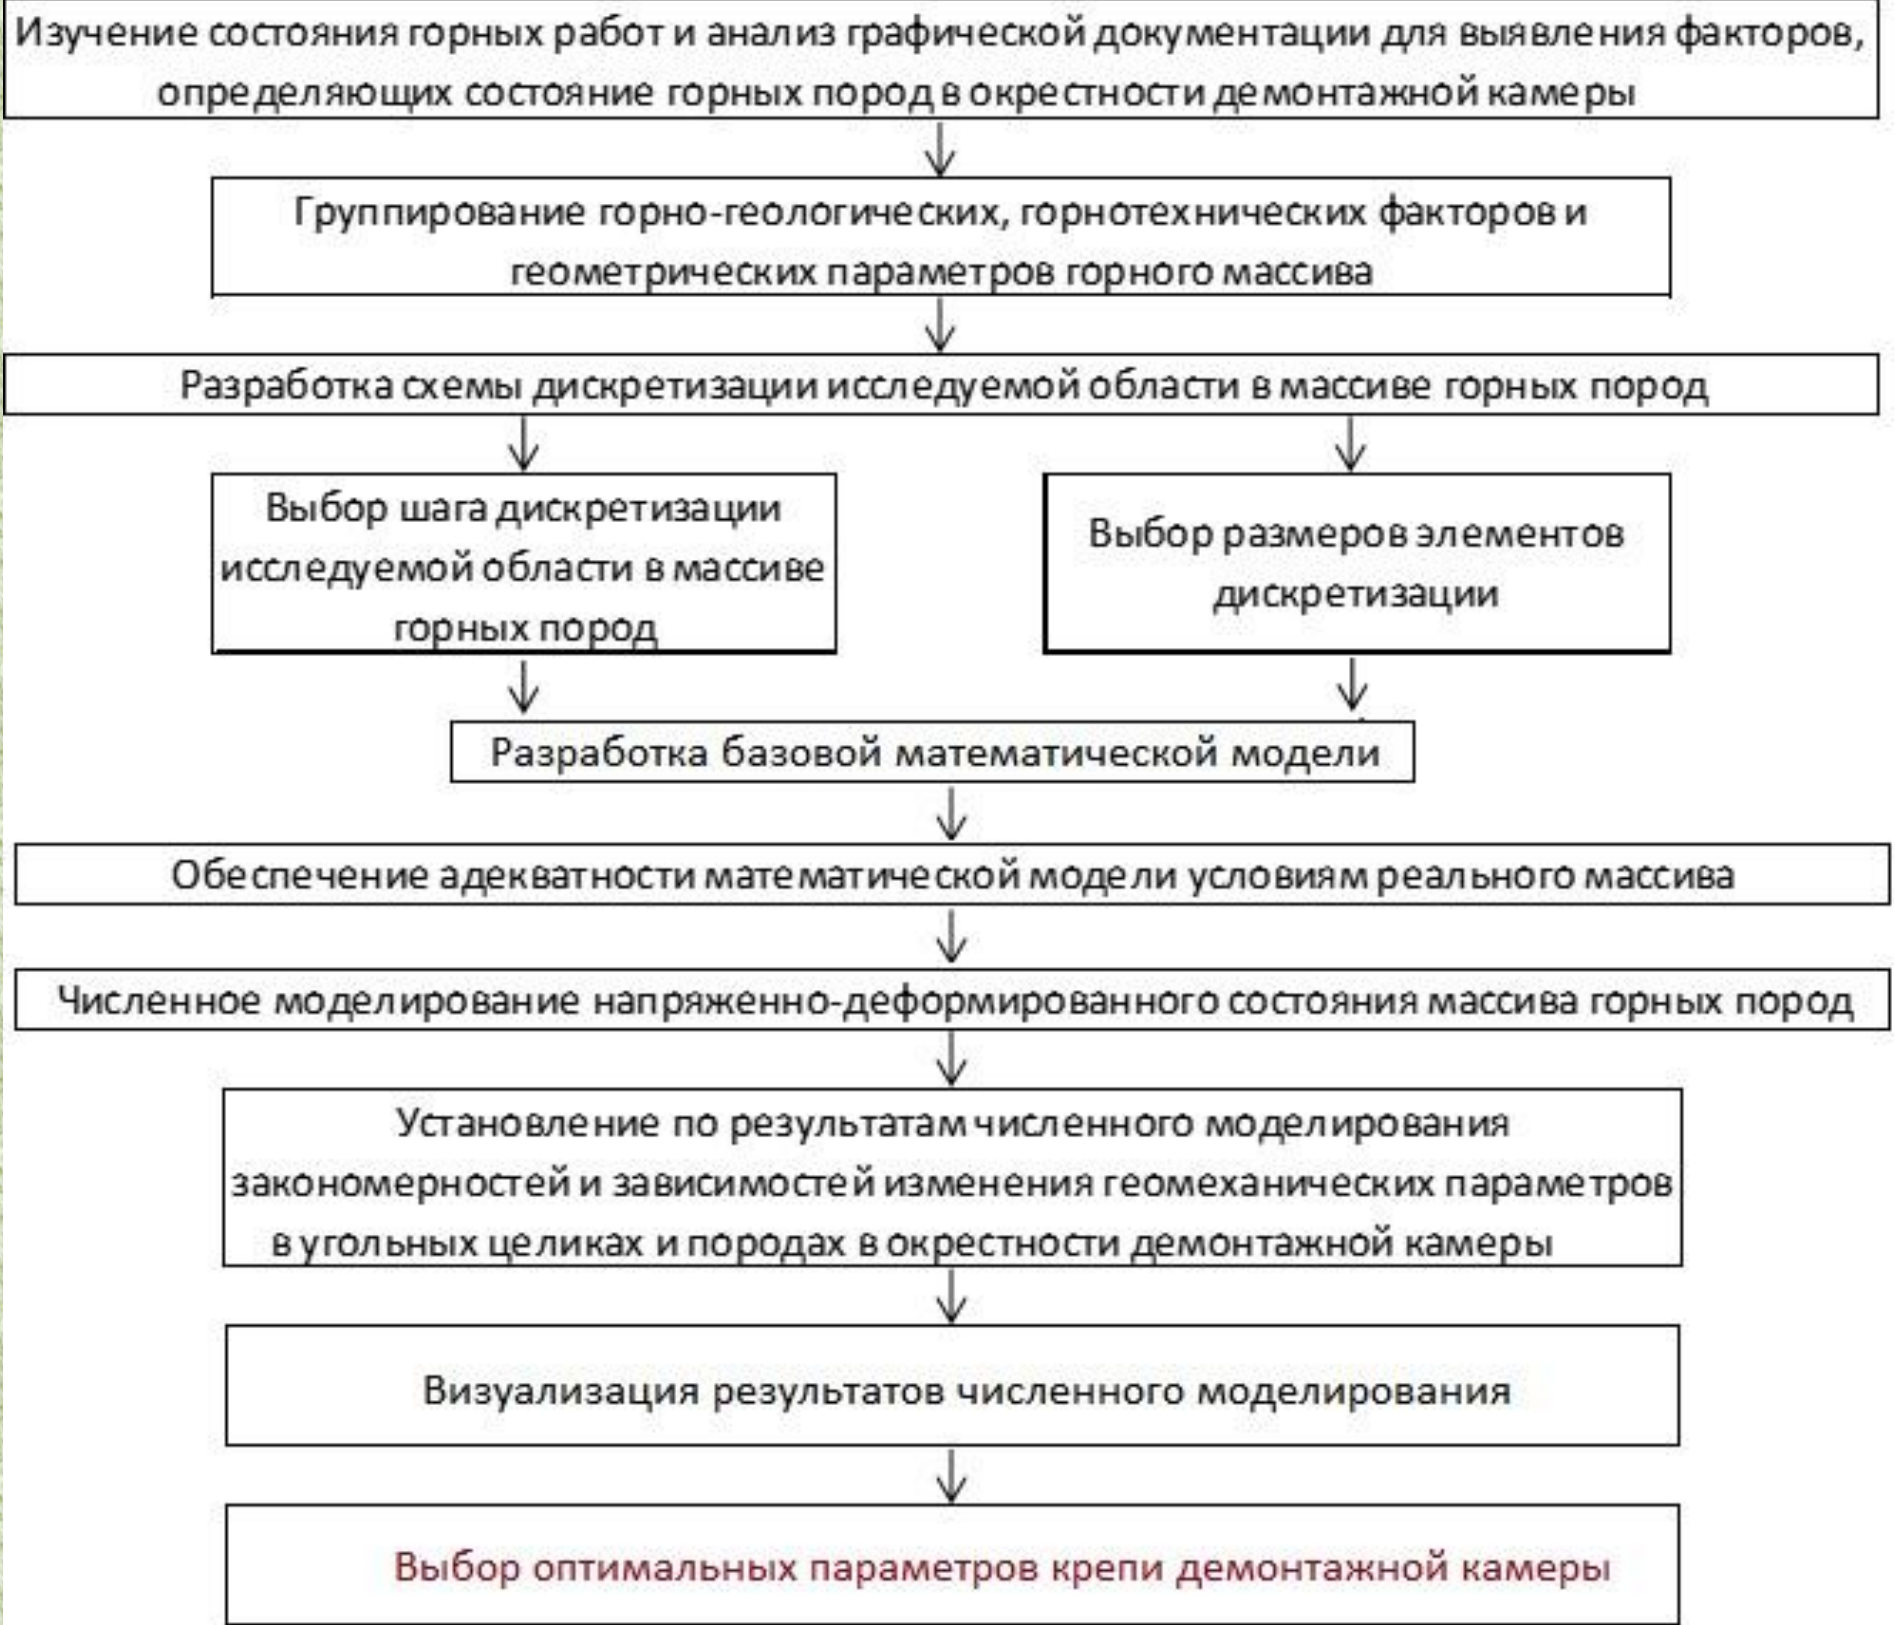 Изучение состояния горных работ и анализ графической документации для выявления факторов,
определяющих состояние горных пород в окрестности демонтажной камеры
Группирование горно-геологических, горнотехнических факторов и
геометрических параметров горного массива
Разработка схемы дискретизации исследуемой области в массиве горных пород
Выбор шага дискретизации
исследуемой области в массиве
горных пород
Выбор размеров элементов
дискретизации
Разработка базовой математической модели
Обеспечение адекватности математической модели условиям реального массива
Численное моделирование напряженно-деформированного состояния массива горных пород
Установление по результатам численного моделирования
закономерностей и зависимостей изменения геомеханических параметров
в угольных целиках и породах в окрестности демонтажной камеры
Визуализация результатов численного моделирования
Выбор оптимальных параметров крепи демонтажной камеры